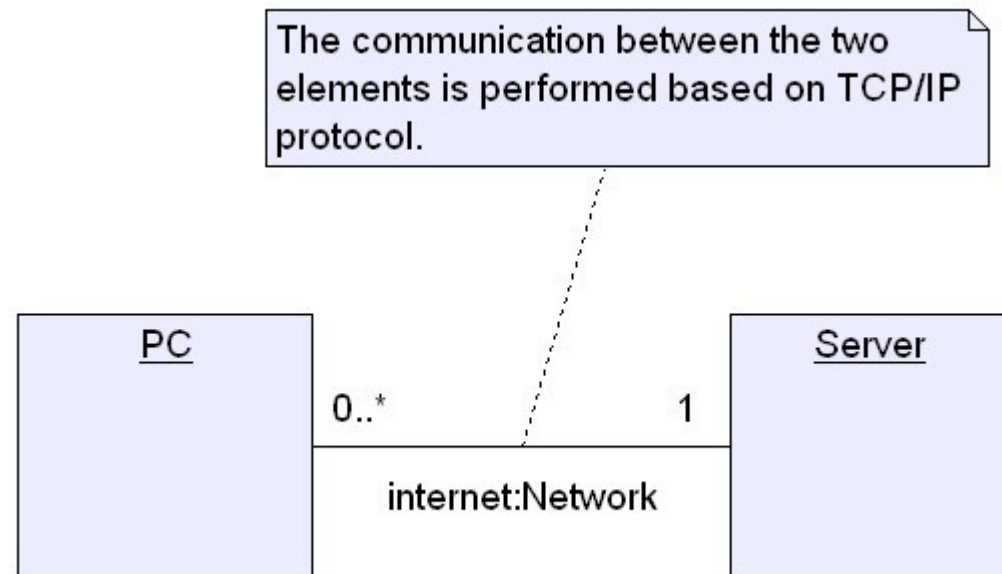 The communication between the two
elements is performed based on TCP/IP
protocol.
PC
Server
0..*
1
internet:Network